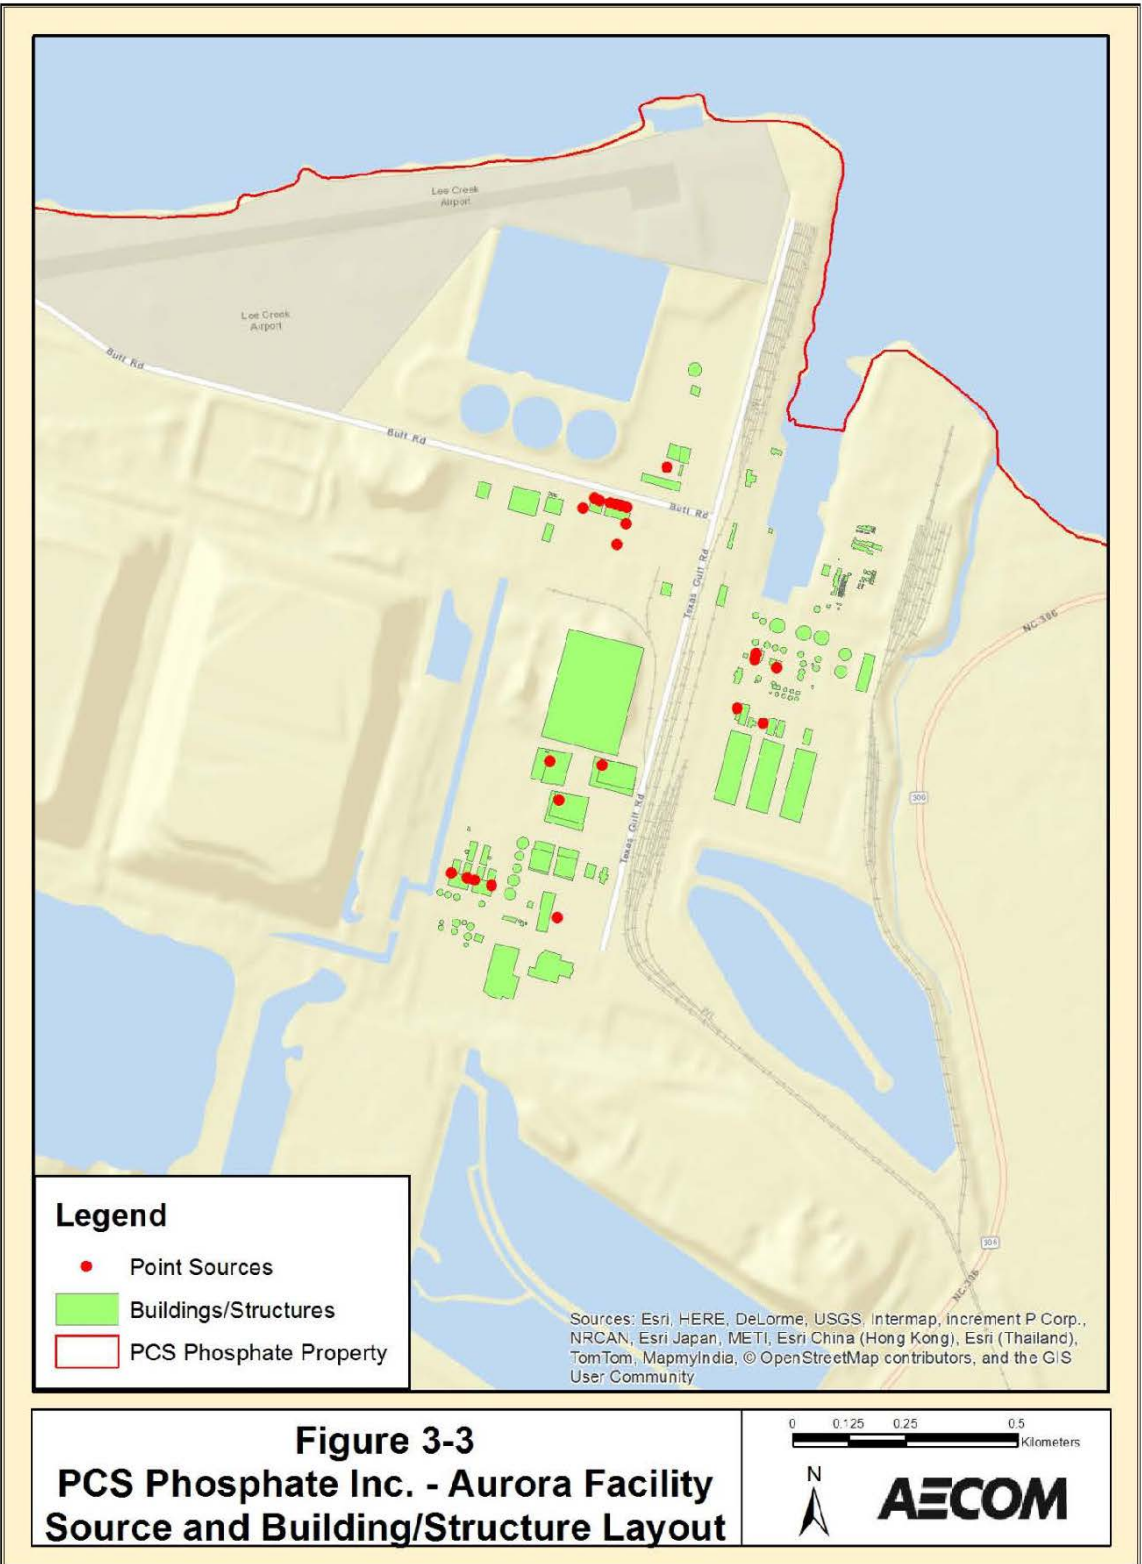 Lee Creek
Airport
Lee Creek
Airport
Butt Rd
Butt Rd
Butt Rd
Texas Gulf Rd
NC-306
306
Texas Gulf Rd
306
NC-306
Legend
Point Sources
Buildings/Structures
PCS Phosphate Property
Sources: Esri, HERE, DeLorme, USGS, Intermap, increment P Corp.,
NRCAN, Esri Japan, METI, Esri China (Hong Kong), Esri (Thailand),
TomTom, MapmyIndia, © OpenStreetMap contributors, and the GIS
User Community
Figure 3-3
PCS Phosphate Inc. - Aurora Facility
Source and Building/Structure Layout
0 0.125 0.25 0.5
Kilometers
N
AECOM